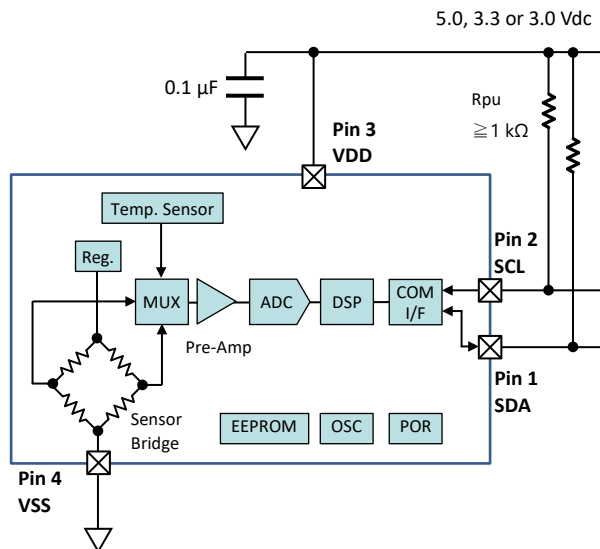 5.0, 3.3 or 3.0 Vdc
0.1 µF
Rpu
≧1 kΩ
Pin 3
VDD
Temp. Sensor
Reg.
Pin 2
SCL
MUX
ADC
DSP
COM
I/F
Pre-Amp
Pin 1
SDA
Sensor
Bridge
EEPROM
OSC
POR
Pin 4
VSS